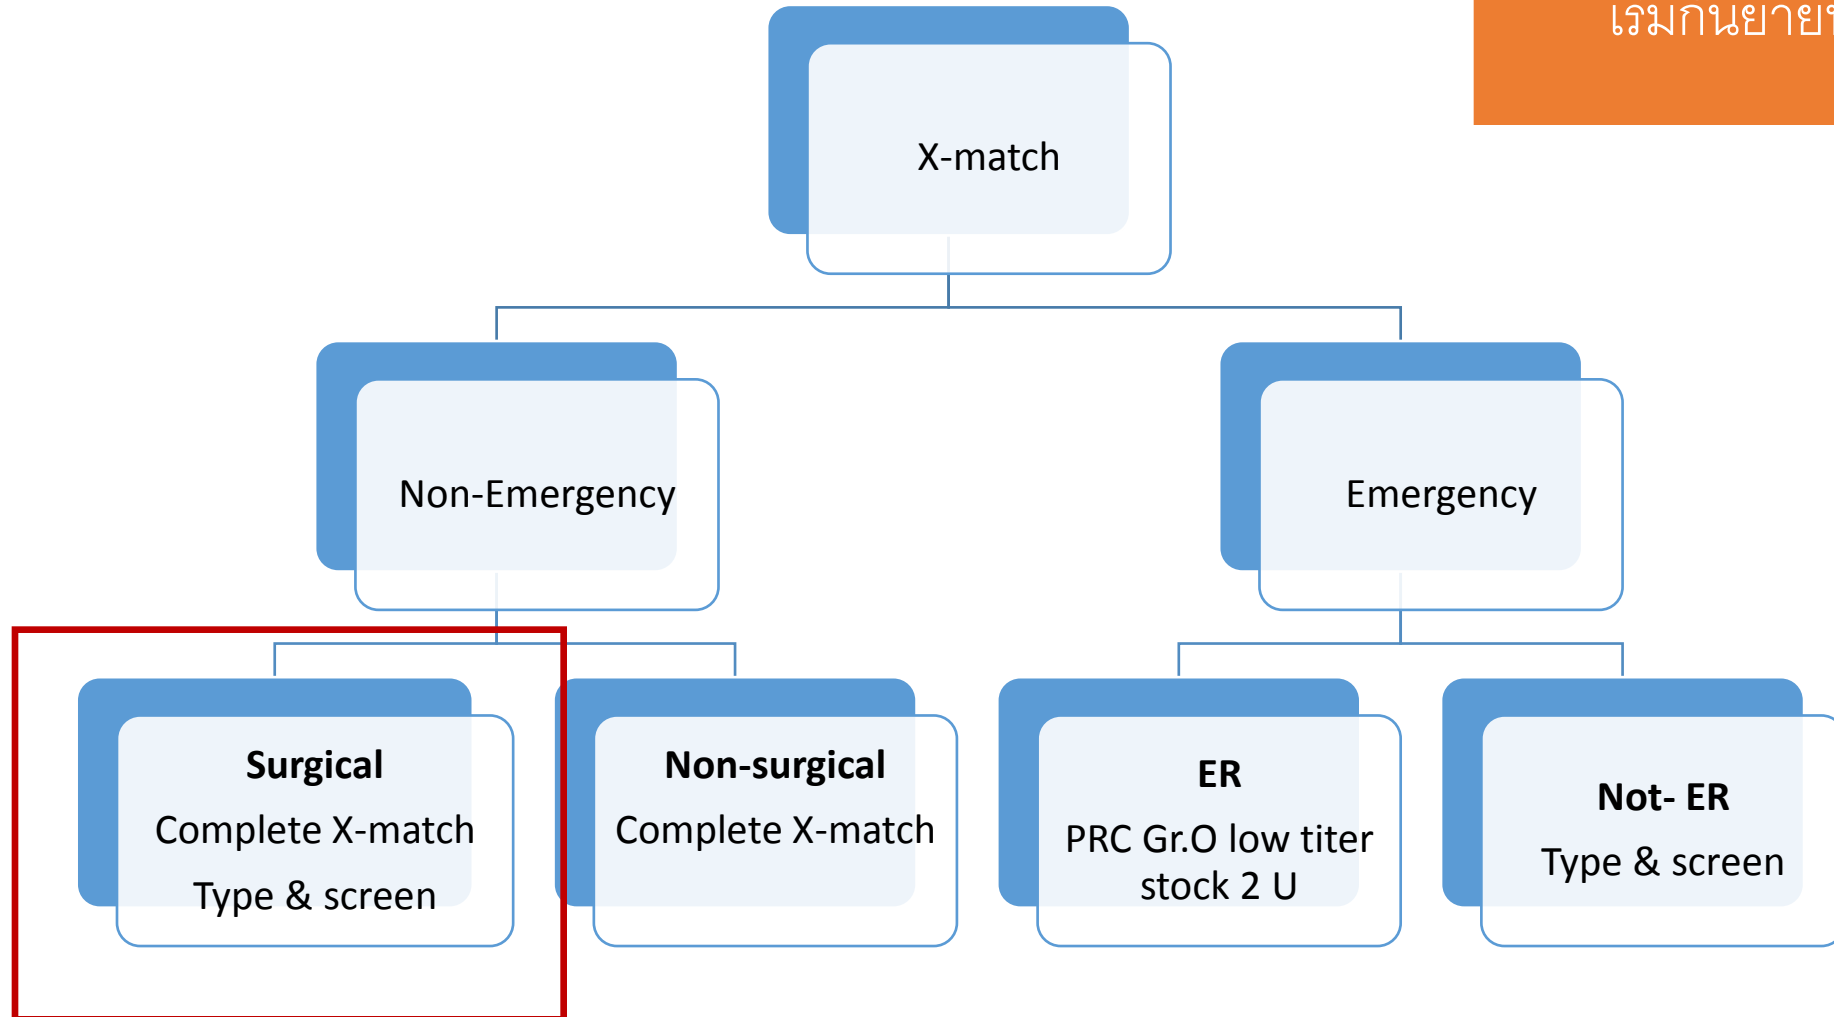 X-match
Non-Emergency
Emergency
Surgical
Complete X-match
Type & screen
Non-surgical
Complete X-match
ER
PRC Gr.O low titer
stock 2 U
Not- ER
Type & screen